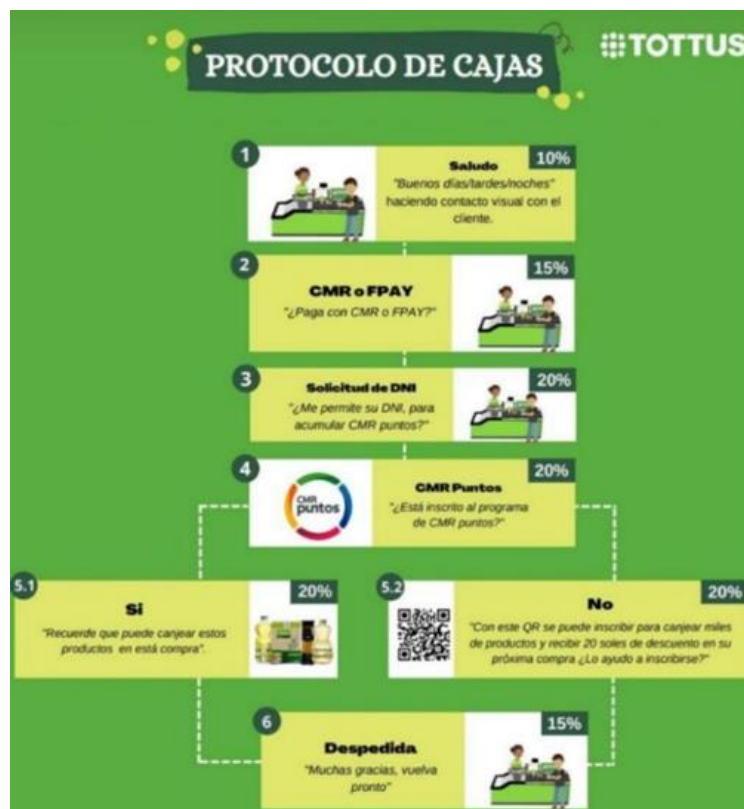 PROTOCOLO DE CAJAS
TOTTUS
1
10%
Saludo
"Buenos días/tardes/noches"
haciendo contacto visual con el
cliente.
2
15%
CMR o FPAY
"¿Paga con CMR o FPAY?"
3
20%
Solicitud de DNI
"¿Me permite su DNI, para
acumular CMR puntos?"
4
20%
CMR
puntos
CMR Puntos
"¿Está inscrito al programa
de CMR puntos?"
5.1
20%
Si
"Recuerde que puede canjear estos
productos en está compra".
5.2
20%
No
"Con este QR se puede inscribir para canjear miles
de productos y recibir 20 soles de descuento en su
próxima compra ¿Lo ayudo a inscribirse?"
6
15%
Despedida
"Muchas gracias, vuelva
pronto"